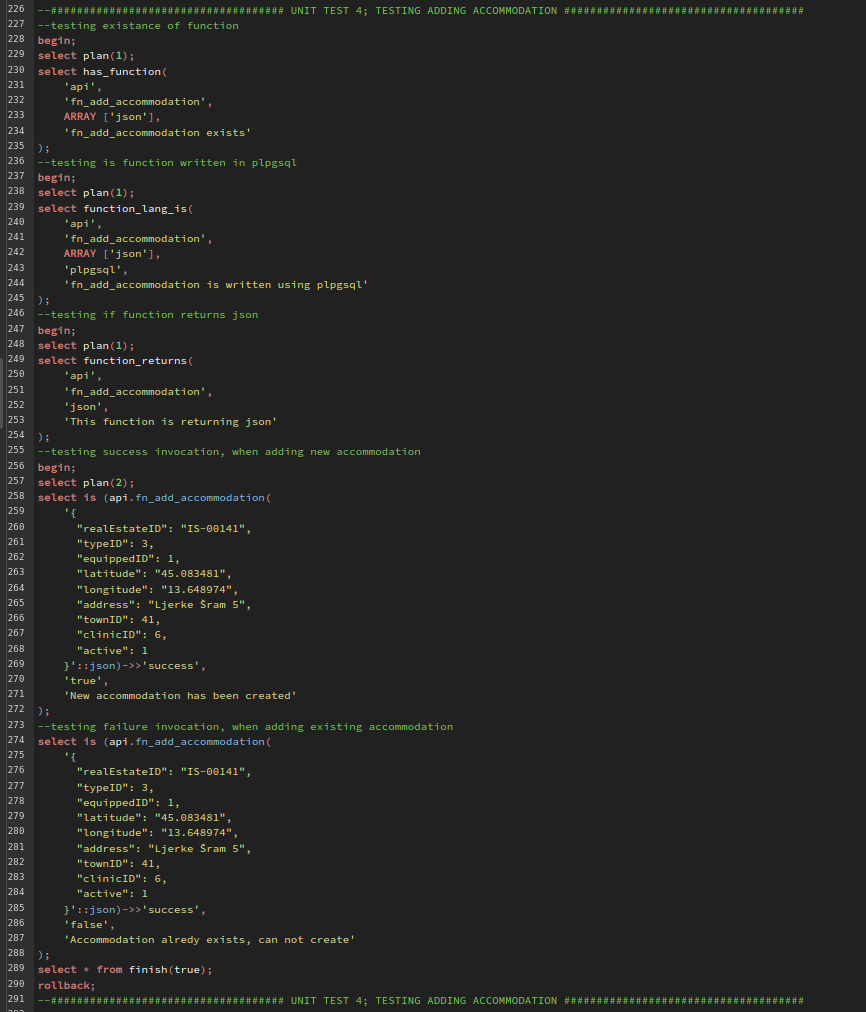 226 --#################################### UNIT TEST 4; TESTING ADDING ACCOMMODATION #####################################
227 --testing existance of function
228 begin;
229 select plan(1);
230 select has_function(
231     'api',
232     'fn_add_accommodation',
233     ARRAY ['json'],
234     'fn_add_accommodation exists'
235 );
236 --testing is function written in plpgsql
237 begin;
238 select plan(1);
239 select function_lang_is(
240     'api',
241     'fn_add_accommodation',
242     ARRAY ['json'],
243     'plpgsql',
244     'fn_add_accommodation is written using plpgsql'
245 );
246 --testing if function returns json
247 begin;
248 select plan(1);
249 select function_returns(
250     'api',
251     'fn_add_accommodation',
252     'json',
253     'This function is returning json'
254 );
255 --testing success invocation, when adding new accommodation
256 begin;
257 select plan(2);
258 select is (api.fn_add_accommodation(
259     '{
260       "realEstateID": "IS-00141",
261       "typeID": 3,
262       "equippedID": 1,
263       "latitude": "45.083481",
264       "longitude": "13.648974",
265       "address": "Ljerke Šram 5",
266       "townID": 41,
267       "clinicID": 6,
268       "active": 1
269     }'::json)->>'success',
270     'true',
271     'New accommodation has been created'
272 );
273 --testing failure invocation, when adding existing accommodation
274 select is (api.fn_add_accommodation(
275     '{
276       "realEstateID": "IS-00141",
277       "typeID": 3,
278       "equippedID": 1,
279       "latitude": "45.083481",
280       "longitude": "13.648974",
281       "address": "Ljerke Šram 5",
282       "townID": 41,
283       "clinicID": 6,
284       "active": 1
285     }'::json)->>'success',
286     'false',
287     'Accommodation alredy exists, can not create'
288 );
289 select * from finish(true);
290 rollback;
291 --#################################### UNIT TEST 4; TESTING ADDING ACCOMMODATION #####################################